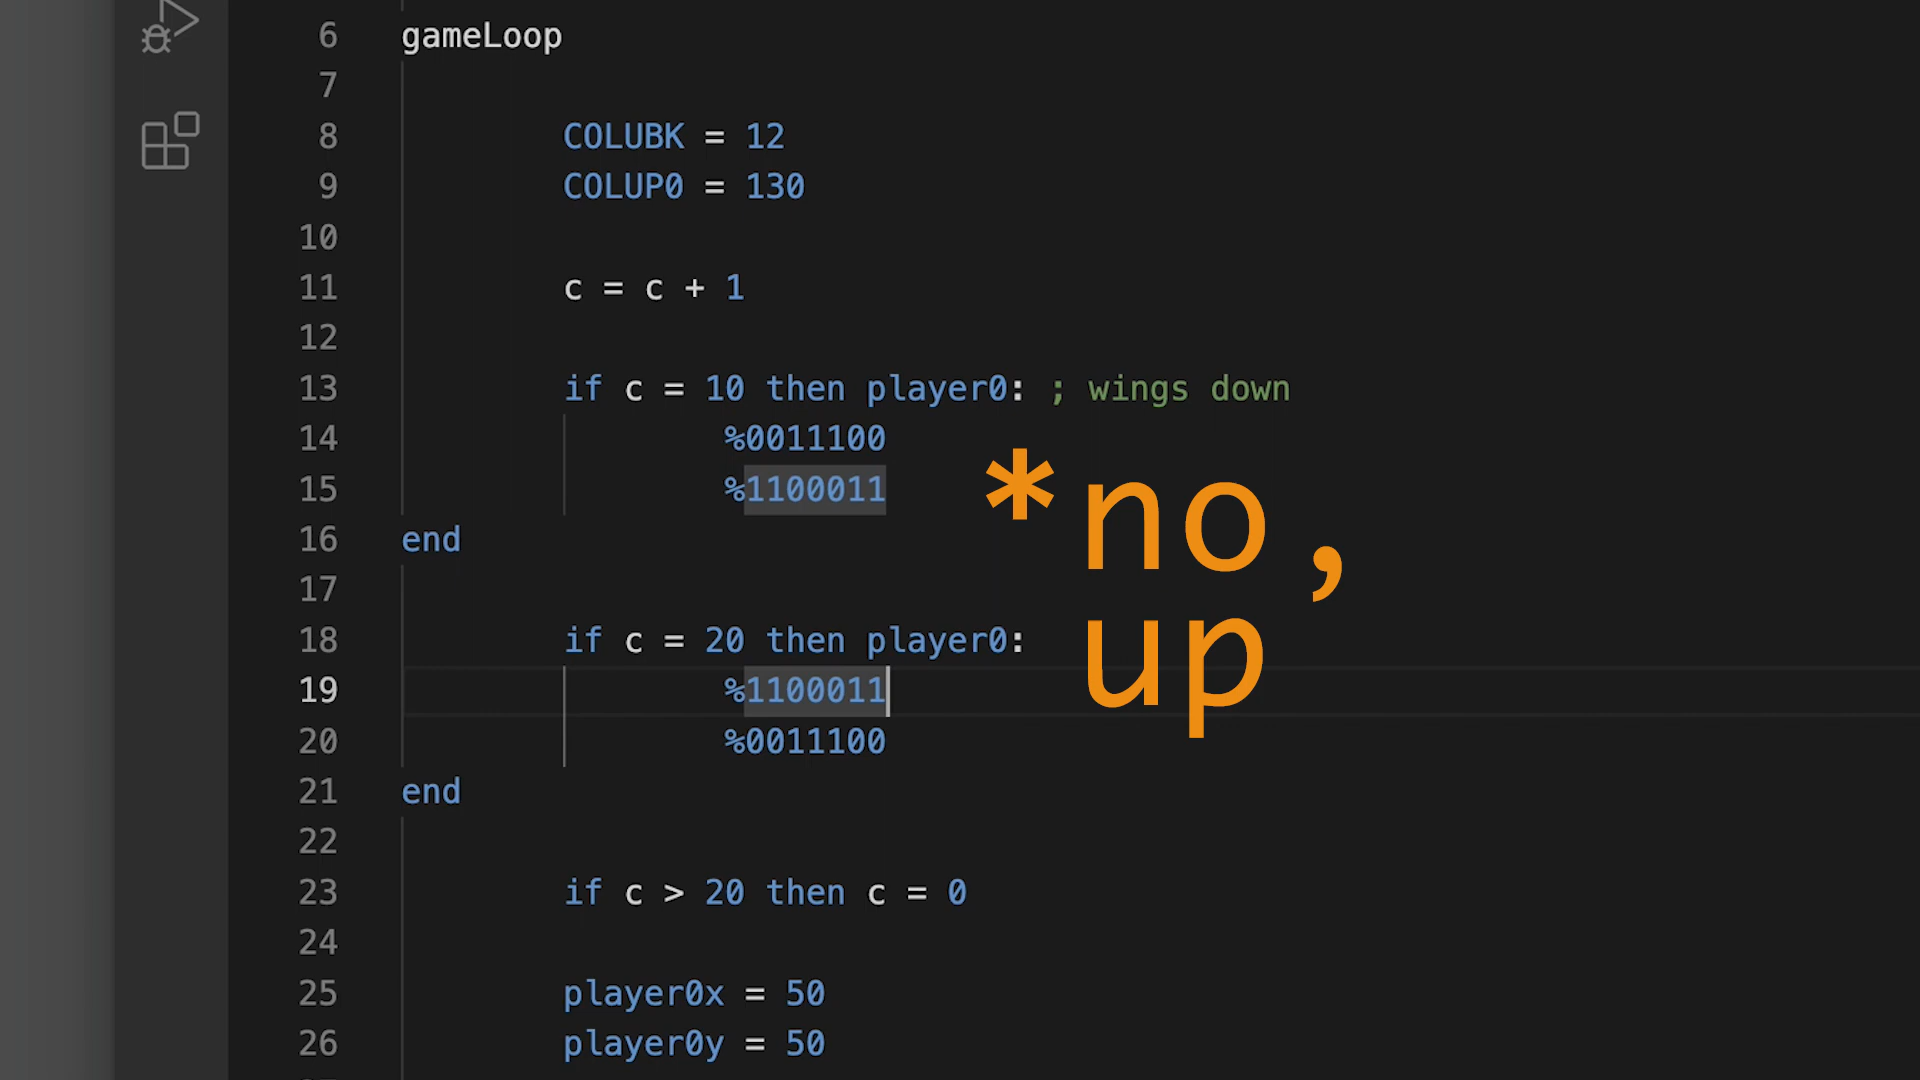 6 gameLoop
7
8 COLUBK = 12
9 COLUP0 = 130
10
11 c = c + 1
12
13 if c = 10 then player0: ; wings down
14 %0011100
15 %1100011
16 end
17
18 if c = 20 then player0:
19 %1100011
20 %0011100
21 end
22
23 if c > 20 then c = 0
24
25 player0x = 50
26 player0y = 50
*no,
up